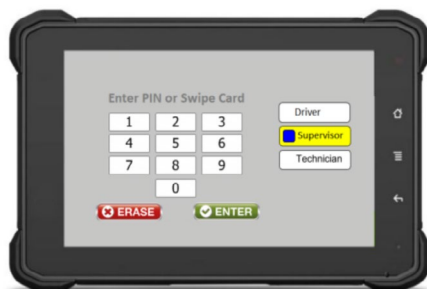 Enter PIN or Swipe Card
1 2 3
4 5 6
7 8 9
0
ERASE ENTER
Driver
Supervisor
Technician